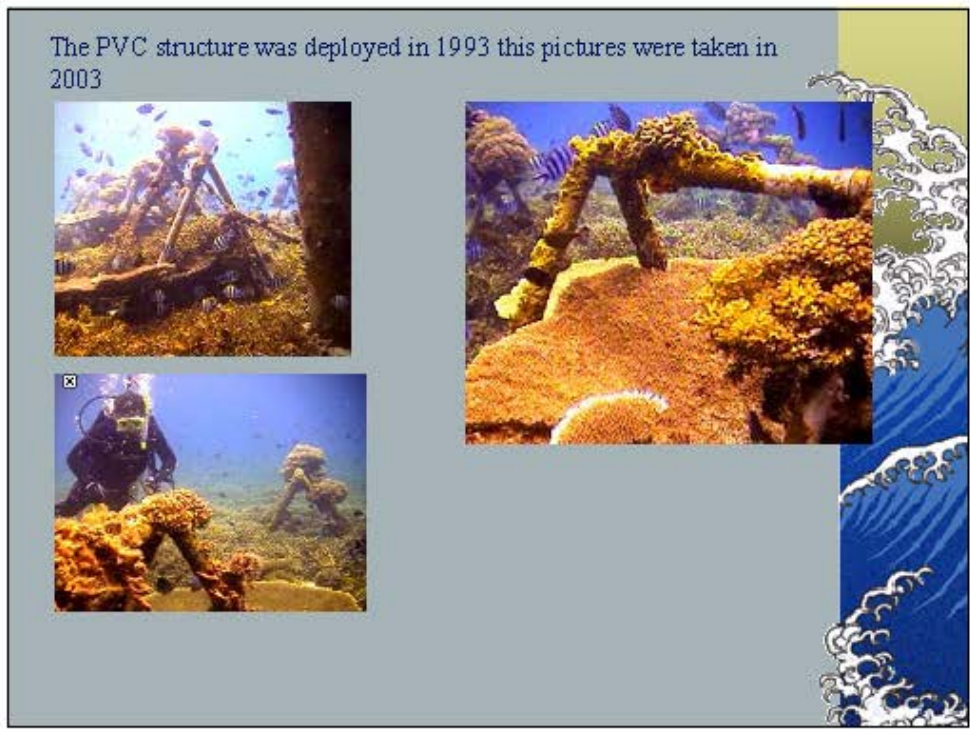 The PVC structure was deployed in 1993 this pictures were taken in
2003